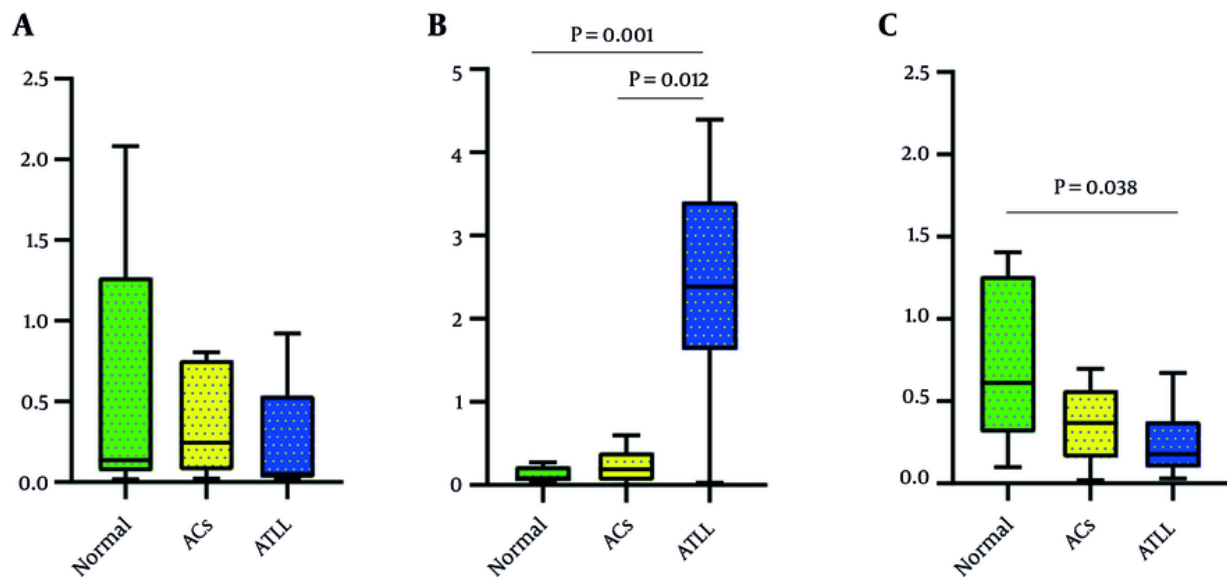 A
2.5
2.0
1.5
1.0
0.5
0.0
Normal
ACs
ATLL
B
P = 0.001
P = 0.012
5
4
3
2
1
0
Normal
ACs
ATLL
C
P = 0.038
2.5
2.0
1.5
1.0
0.5
0.0
Normal
ACs
ATLL